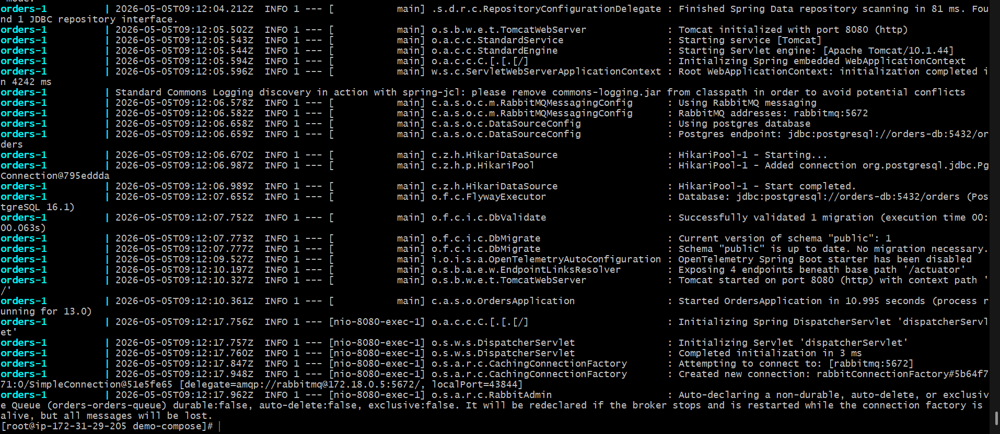 mode.
orders-1          | 2026-05-05T09:12:04.212Z  INFO 1 --- [           main] .s.d.r.c.RepositoryConfigurationDelegate : Finished Spring Data repository scanning in 81 ms. Fou
nd 1 JDBC repository interface.
orders-1          | 2026-05-05T09:12:05.502Z  INFO 1 --- [           main] o.s.b.w.e.t.TomcatWebServer              : Tomcat initialized with port 8080 (http)
orders-1          | 2026-05-05T09:12:05.543Z  INFO 1 --- [           main] o.a.c.c.StandardService                  : Starting service [Tomcat]
orders-1          | 2026-05-05T09:12:05.544Z  INFO 1 --- [           main] o.a.c.c.StandardEngine                   : Starting Servlet engine: [Apache Tomcat/10.1.44]
orders-1          | 2026-05-05T09:12:05.594Z  INFO 1 --- [           main] o.a.c.c.C.[.[.[/]                        : Initializing Spring embedded WebApplicationContext
orders-1          | 2026-05-05T09:12:05.596Z  INFO 1 --- [           main] w.s.c.ServletWebServerApplicationContext : Root WebApplicationContext: initialization completed i
n 4242 ms
orders-1          | Standard Commons Logging discovery in action with spring-jcl: please remove commons-logging.jar from classpath in order to avoid potential conflicts
orders-1          | 2026-05-05T09:12:06.578Z  INFO 1 --- [           main] c.a.s.o.c.m.RabbitMQMessagingConfig      : Using RabbitMQ messaging
orders-1          | 2026-05-05T09:12:06.582Z  INFO 1 --- [           main] c.a.s.o.c.m.RabbitMQMessagingConfig      : RabbitMQ addresses: rabbitmq:5672
orders-1          | 2026-05-05T09:12:06.658Z  INFO 1 --- [           main] c.a.s.o.c.DataSourceConfig               : Using postgres database
orders-1          | 2026-05-05T09:12:06.659Z  INFO 1 --- [           main] c.a.s.o.c.DataSourceConfig               : Postgres endpoint: jdbc:postgresql://orders-db:5432/or
ders
orders-1          | 2026-05-05T09:12:06.670Z  INFO 1 --- [           main] c.z.h.HikariDataSource                   : HikariPool-1 - Starting...
orders-1          | 2026-05-05T09:12:06.987Z  INFO 1 --- [           main] c.z.h.p.HikariPool                       : HikariPool-1 - Added connection org.postgresql.jdbc.Pg
Connection@795eddda
orders-1          | 2026-05-05T09:12:06.989Z  INFO 1 --- [           main] c.z.h.HikariDataSource                   : HikariPool-1 - Start completed.
orders-1          | 2026-05-05T09:12:07.655Z  INFO 1 --- [           main] o.f.c.FlywayExecutor                     : Database: jdbc:postgresql://orders-db:5432/orders (Pos
tgreSQL 16.1)
orders-1          | 2026-05-05T09:12:07.752Z  INFO 1 --- [           main] o.f.c.i.c.DbValidate                     : Successfully validated 1 migration (execution time 00:
00.063s)
orders-1          | 2026-05-05T09:12:07.773Z  INFO 1 --- [           main] o.f.c.i.c.DbMigrate                      : Current version of schema "public": 1
orders-1          | 2026-05-05T09:12:07.777Z  INFO 1 --- [           main] o.f.c.i.c.DbMigrate                      : Schema "public" is up to date. No migration necessary.
orders-1          | 2026-05-05T09:12:09.527Z  INFO 1 --- [           main] i.o.i.s.a.OpenTelemetryAutoConfiguration : OpenTelemetry Spring Boot starter has been disabled
orders-1          | 2026-05-05T09:12:10.197Z  INFO 1 --- [           main] o.s.b.a.e.w.EndpointLinksResolver        : Exposing 4 endpoints beneath base path '/actuator'
orders-1          | 2026-05-05T09:12:10.327Z  INFO 1 --- [           main] o.s.b.w.e.t.TomcatWebServer              : Tomcat started on port 8080 (http) with context path '
/'
orders-1          | 2026-05-05T09:12:10.361Z  INFO 1 --- [           main] c.a.s.o.OrdersApplication                : Started OrdersApplication in 10.995 seconds (process r
unning for 13.0)
orders-1          | 2026-05-05T09:12:17.756Z  INFO 1 --- [nio-8080-exec-1] o.a.c.c.C.[.[.[/]                        : Initializing Spring DispatcherServlet 'dispatcherServl
et'
orders-1          | 2026-05-05T09:12:17.757Z  INFO 1 --- [nio-8080-exec-1] o.s.w.s.DispatcherServlet                : Initializing Servlet 'dispatcherServlet'
orders-1          | 2026-05-05T09:12:17.760Z  INFO 1 --- [nio-8080-exec-1] o.s.w.s.DispatcherServlet                : Completed initialization in 3 ms
orders-1          | 2026-05-05T09:12:17.847Z  INFO 1 --- [nio-8080-exec-1] o.s.a.r.c.CachingConnectionFactory       : Attempting to connect to: [rabbitmq:5672]
orders-1          | 2026-05-05T09:12:17.948Z  INFO 1 --- [nio-8080-exec-1] o.s.a.r.c.CachingConnectionFactory       : Created new connection: rabbitConnectionFactory#5b64f7
71:0/SimpleConnection@51e5fe65 [delegate=amqp://rabbitmq@172.18.0.5:5672/, localPort=43844]
orders-1          | 2026-05-05T09:12:17.962Z  INFO 1 --- [nio-8080-exec-1] o.s.a.r.c.RabbitAdmin                    : Auto-declaring a non-durable, auto-delete, or exclusiv
e Queue (orders-orders-queue) durable:false, auto-delete:false, exclusive:false. It will be redeclared if the broker stops and is restarted while the connection factory is
alive, but all messages will be lost.
[root@ip-172-31-29-205 demo-compose]#